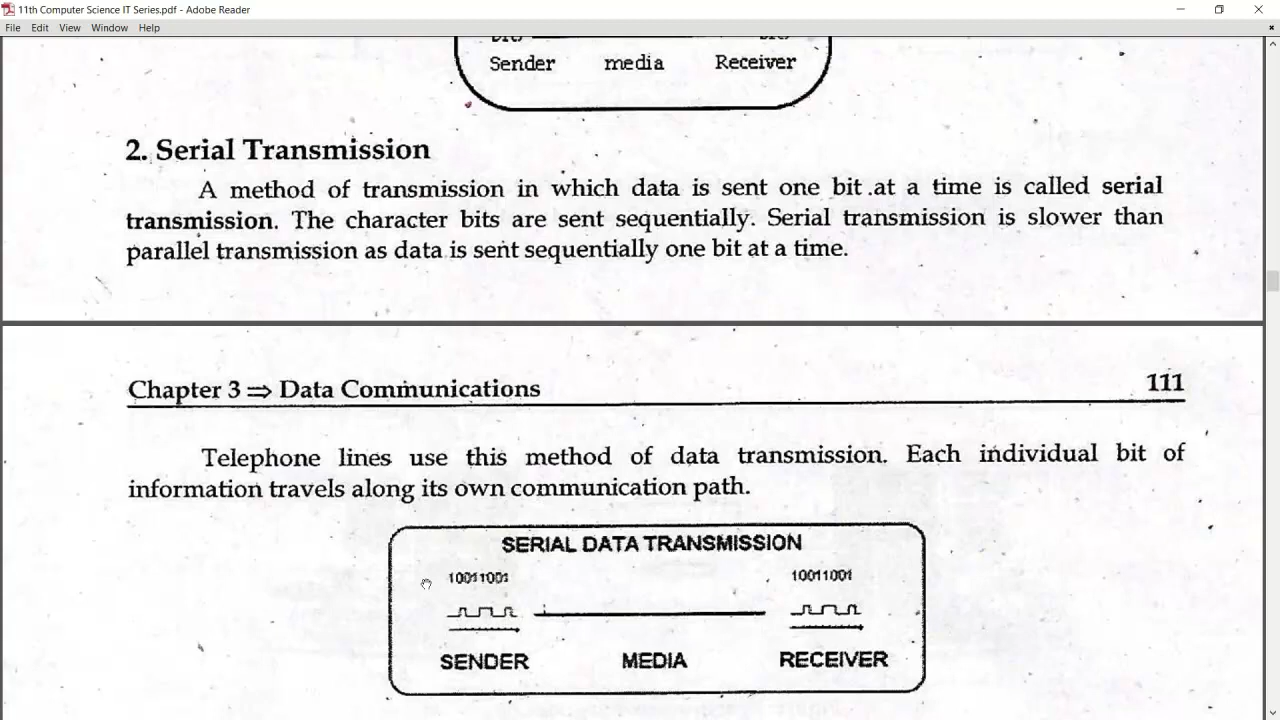 11th Computer Science IT Series.pdf - Adobe Reader
File Edit View Window Help
Sender media Receiver
2. Serial Transmission
A method of transmission in which data is sent one bit at a time is called serial
transmission. The character bits are sent sequentially. Serial transmission is slower than
parallel transmission as data is sent sequentially one bit at a time.
Chapter 3 ⇒ Data Communications 111
Telephone lines use this method of data transmission. Each individual bit of
information travels along its own communication path.
SERIAL DATA TRANSMISSION
10011001 10011001
SENDER MEDIA RECEIVER